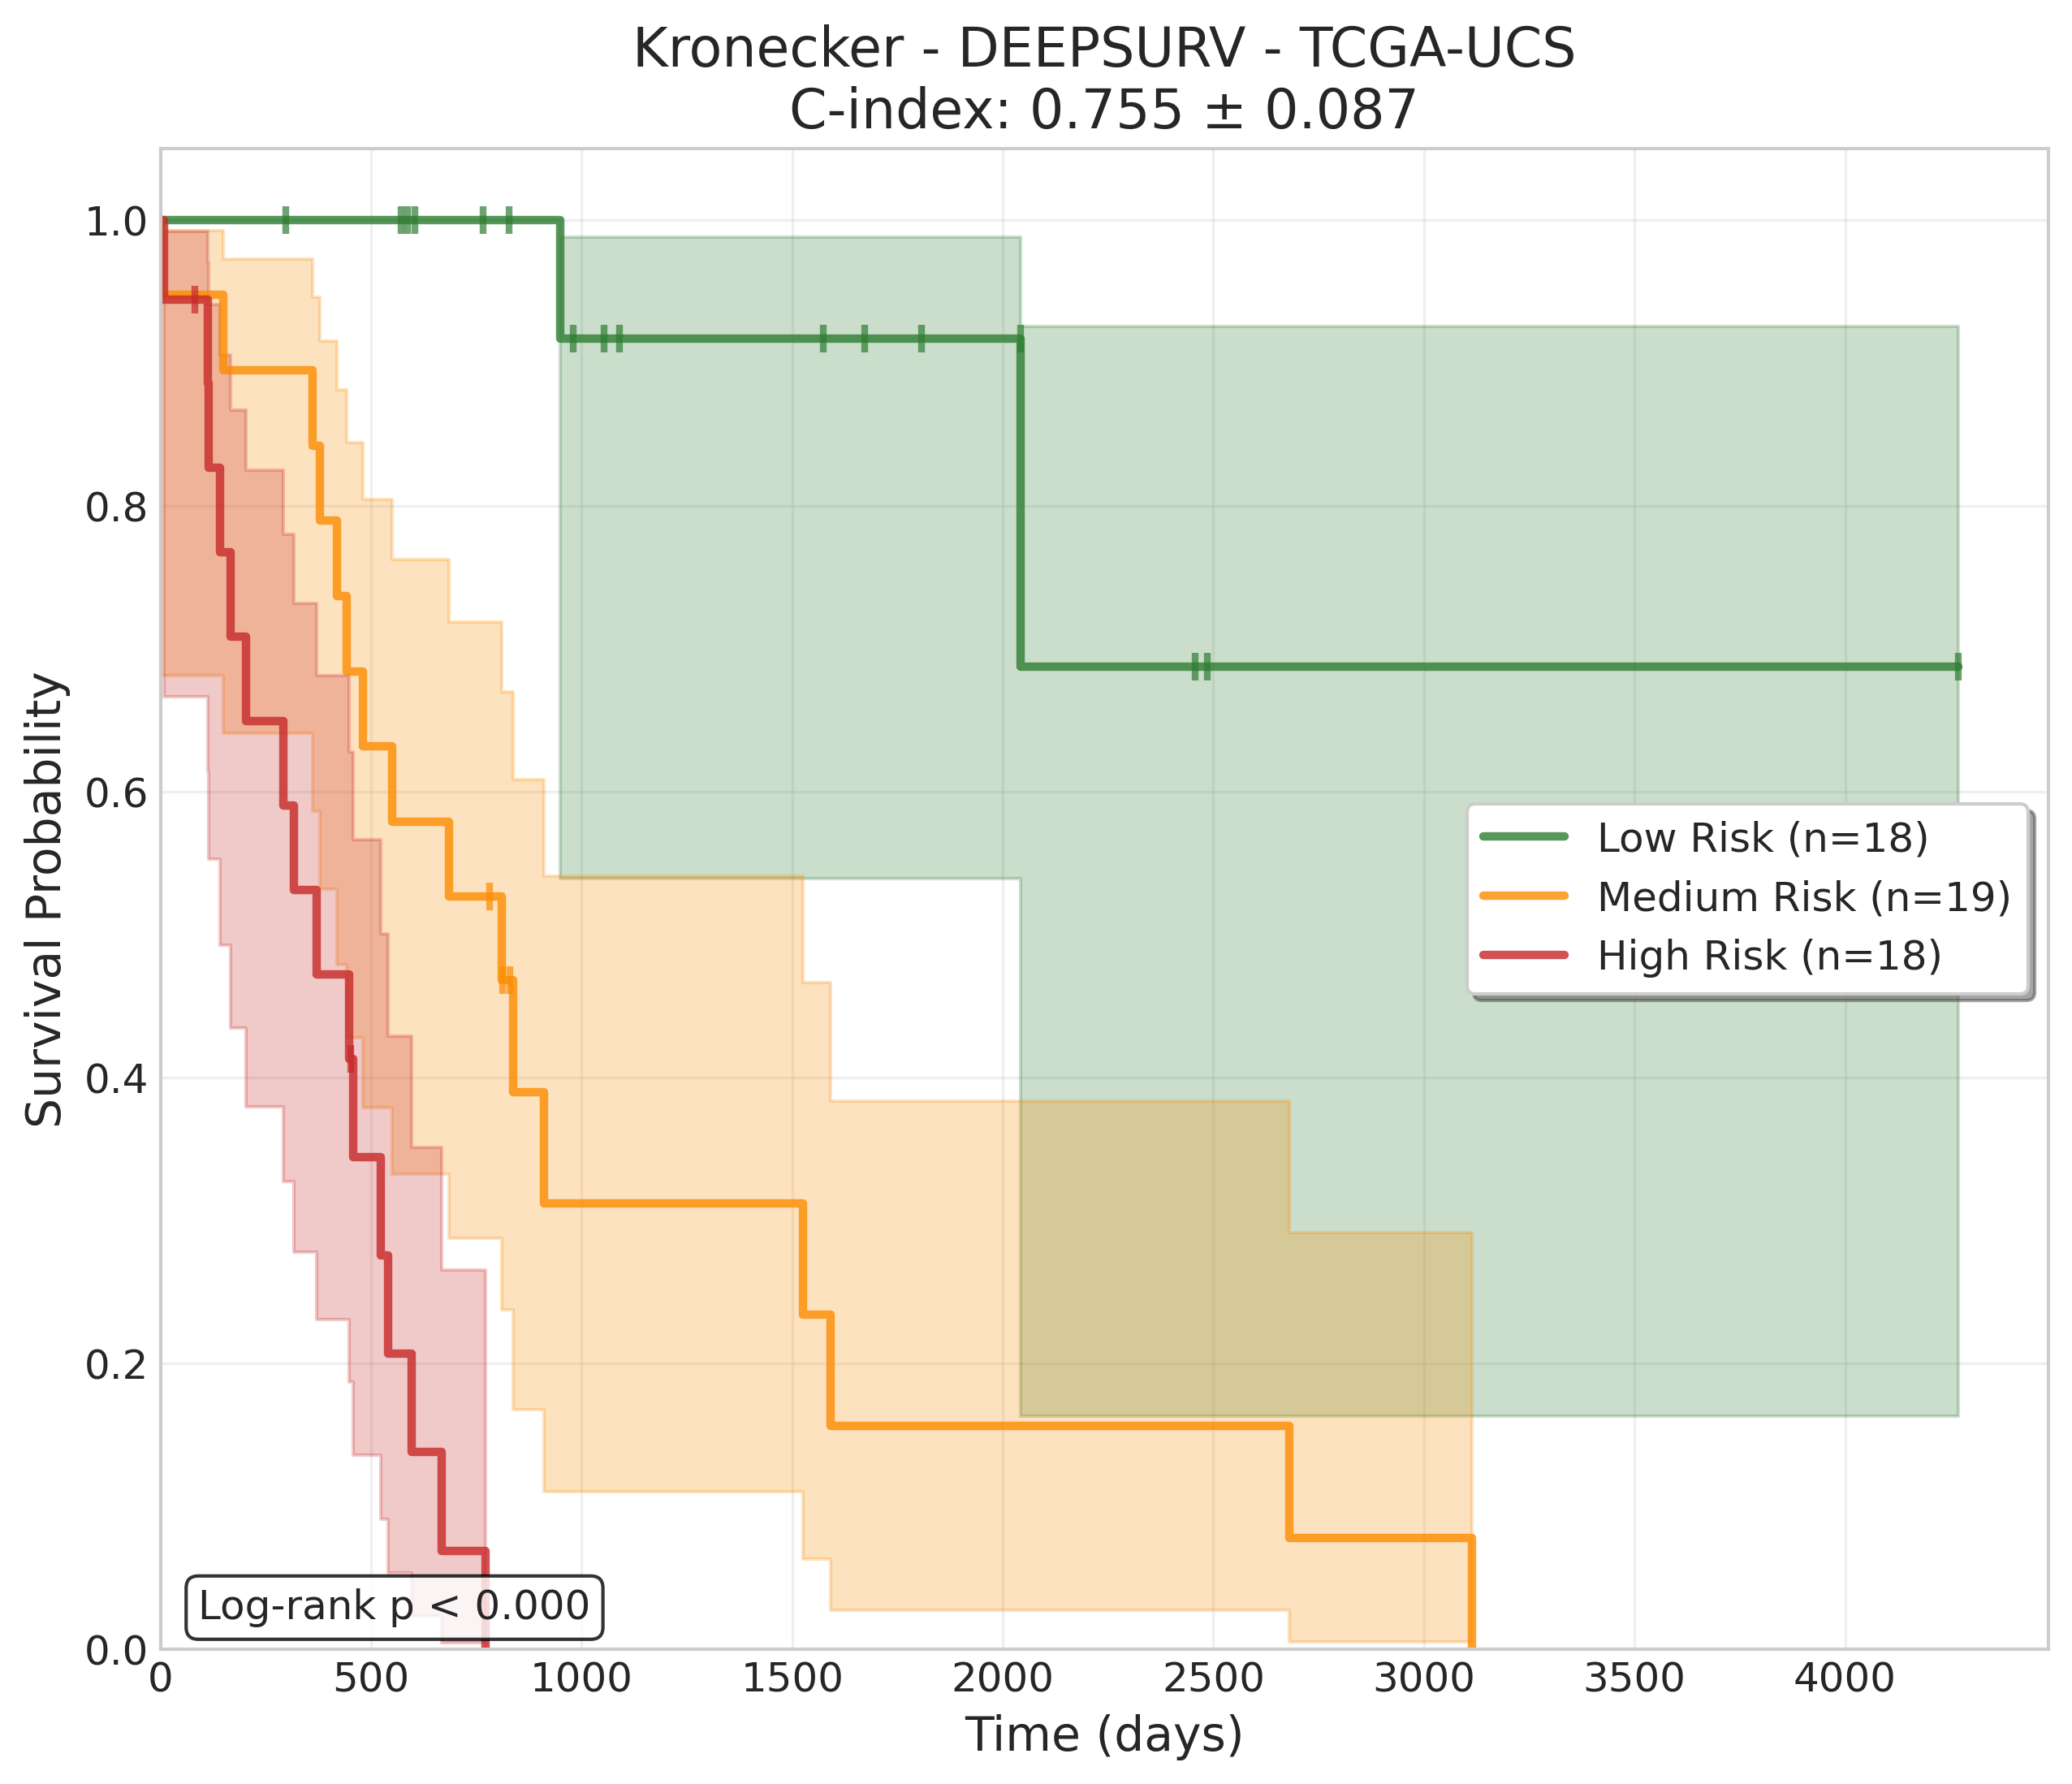 Kronecker - DEEPSURV - TCGA-UCS
C-index: 0.755 ± 0.087
Survival Probability
1.0
0.8
0.6
0.4
0.2
0.0
Low Risk (n=18)
Medium Risk (n=19)
High Risk (n=18)
Log-rank p < 0.000
0 500 1000 1500 2000 2500 3000 3500 4000
Time (days)